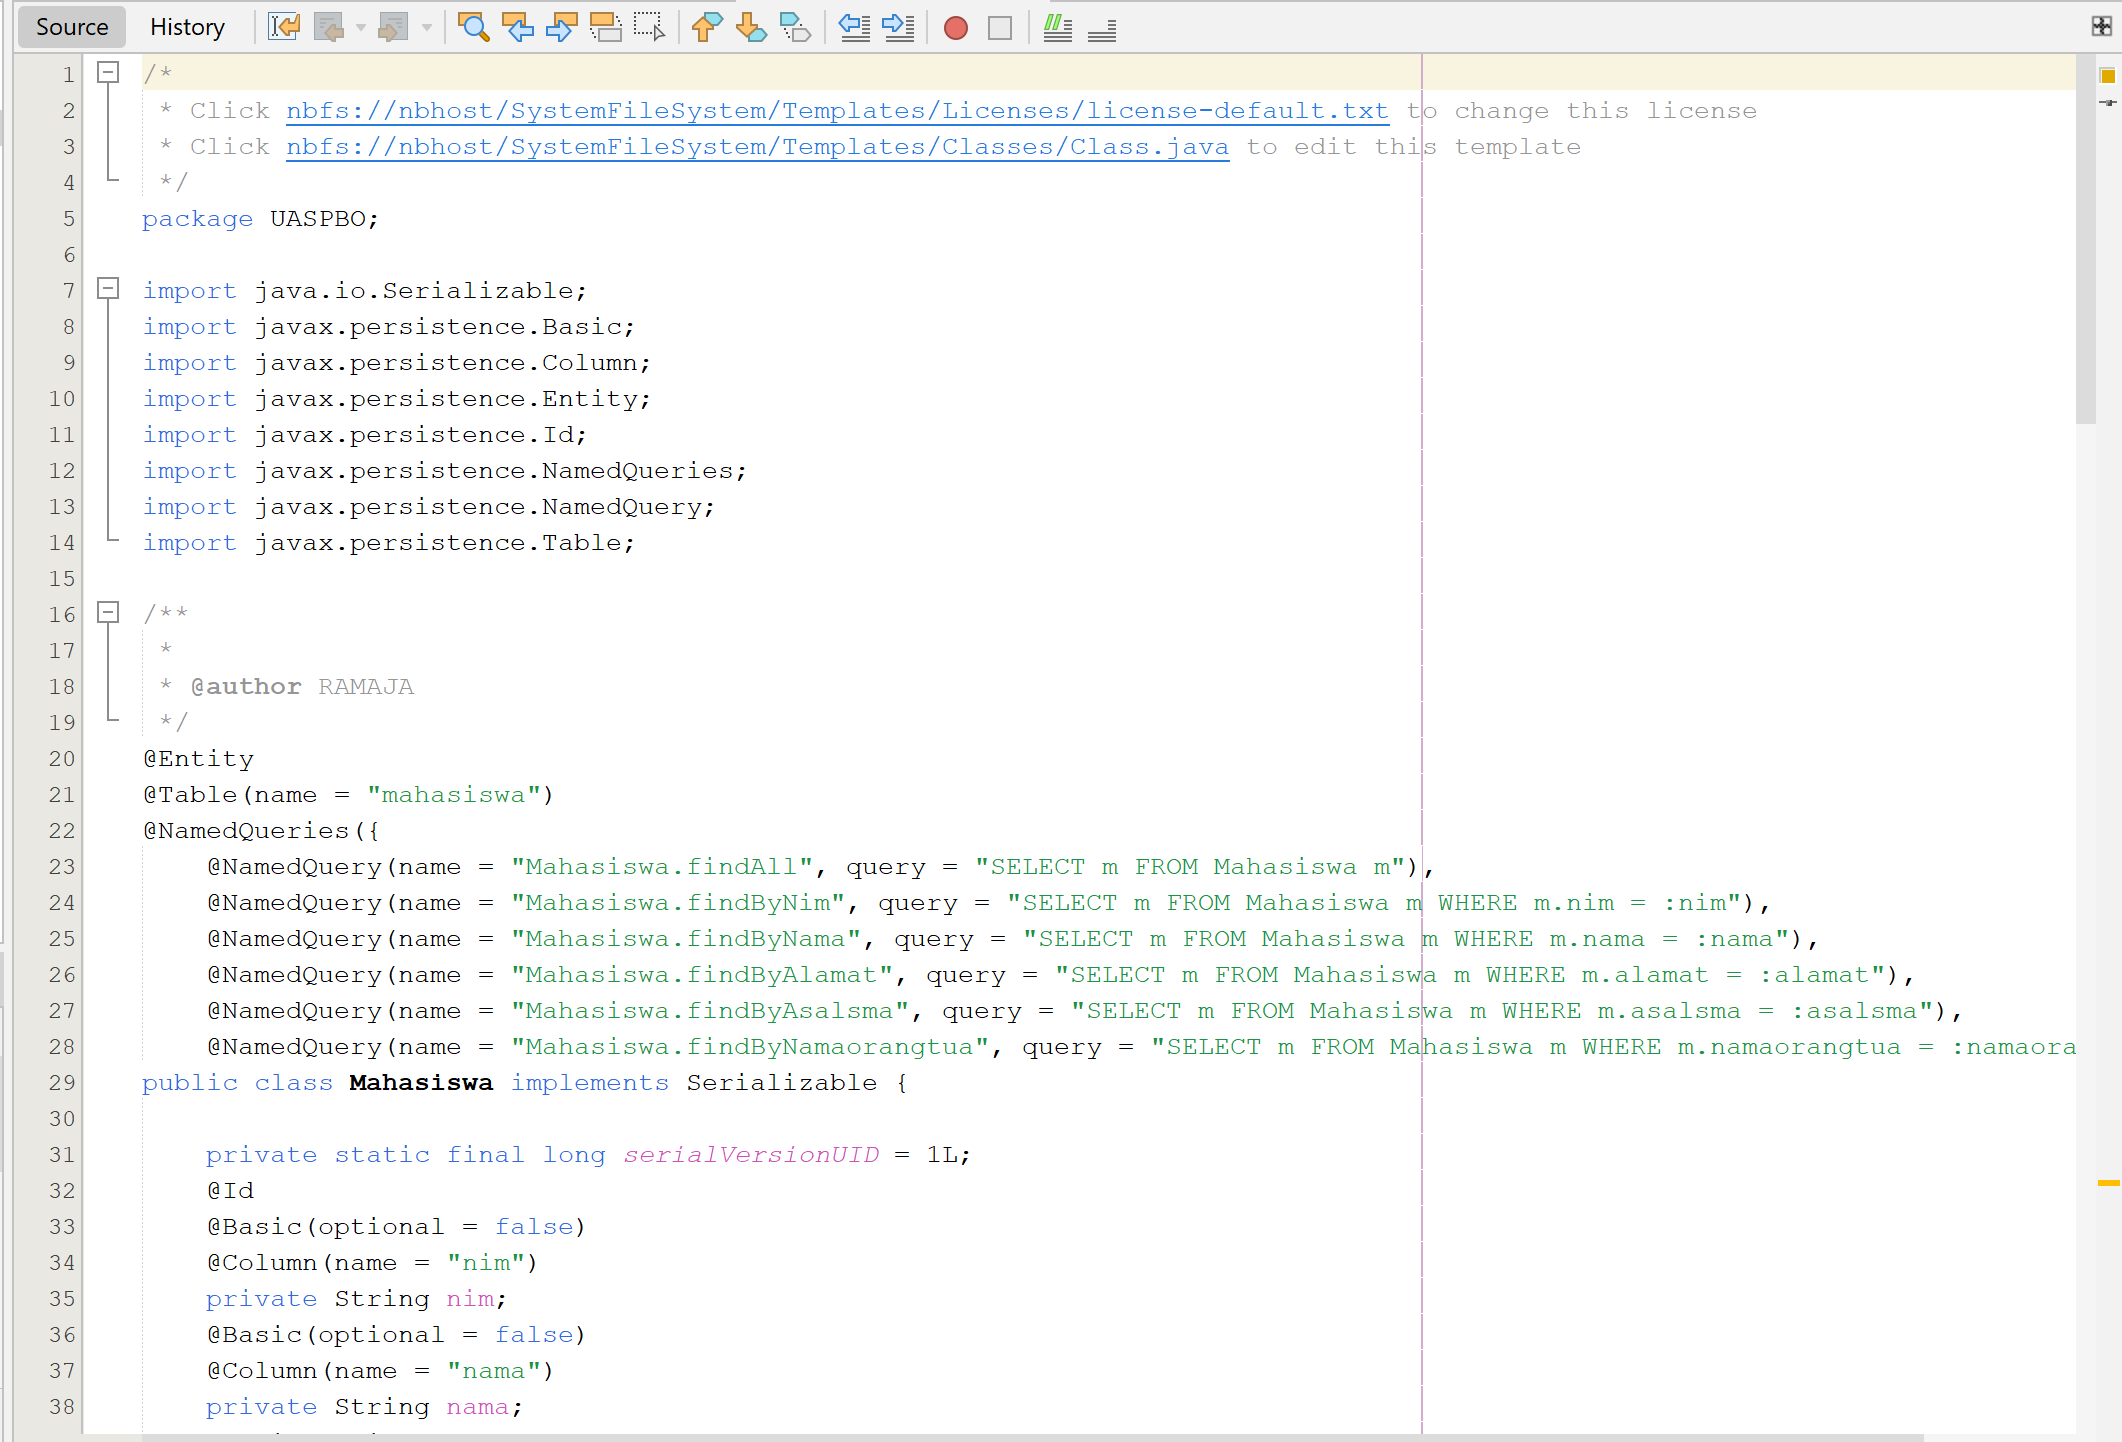 Source History
1 /*
2 * Click nbfs://nbhost/SystemFileSystem/Templates/Licenses/license-default.txt to change this license
3 * Click nbfs://nbhost/SystemFileSystem/Templates/Classes/Class.java to edit this template
4 */
5 package UASPBO;
6
7 import java.io.Serializable;
8 import javax.persistence.Basic;
9 import javax.persistence.Column;
10 import javax.persistence.Entity;
11 import javax.persistence.Id;
12 import javax.persistence.NamedQueries;
13 import javax.persistence.NamedQuery;
14 import javax.persistence.Table;
15
16 /**
17 *
18 * @author RAMAJA
19 */
20 @Entity
21 @Table(name = "mahasiswa")
22 @NamedQueries({
23 @NamedQuery(name = "Mahasiswa.findAll", query = "SELECT m FROM Mahasiswa m"),
24 @NamedQuery(name = "Mahasiswa.findByNim", query = "SELECT m FROM Mahasiswa m WHERE m.nim = :nim"),
25 @NamedQuery(name = "Mahasiswa.findByNama", query = "SELECT m FROM Mahasiswa m WHERE m.nama = :nama"),
26 @NamedQuery(name = "Mahasiswa.findByAlamat", query = "SELECT m FROM Mahasiswa m WHERE m.alamat = :alamat"),
27 @NamedQuery(name = "Mahasiswa.findByAsalsma", query = "SELECT m FROM Mahasiswa m WHERE m.asalsma = :asalsma"),
28 @NamedQuery(name = "Mahasiswa.findByNamaorangtua", query = "SELECT m FROM Mahasiswa m WHERE m.namaorangtua = :namaora
29 public class Mahasiswa implements Serializable {
30
31 private static final long serialVersionUID = 1L;
32 @Id
33 @Basic(optional = false)
34 @Column(name = "nim")
35 private String nim;
36 @Basic(optional = false)
37 @Column(name = "nama")
38 private String nama;